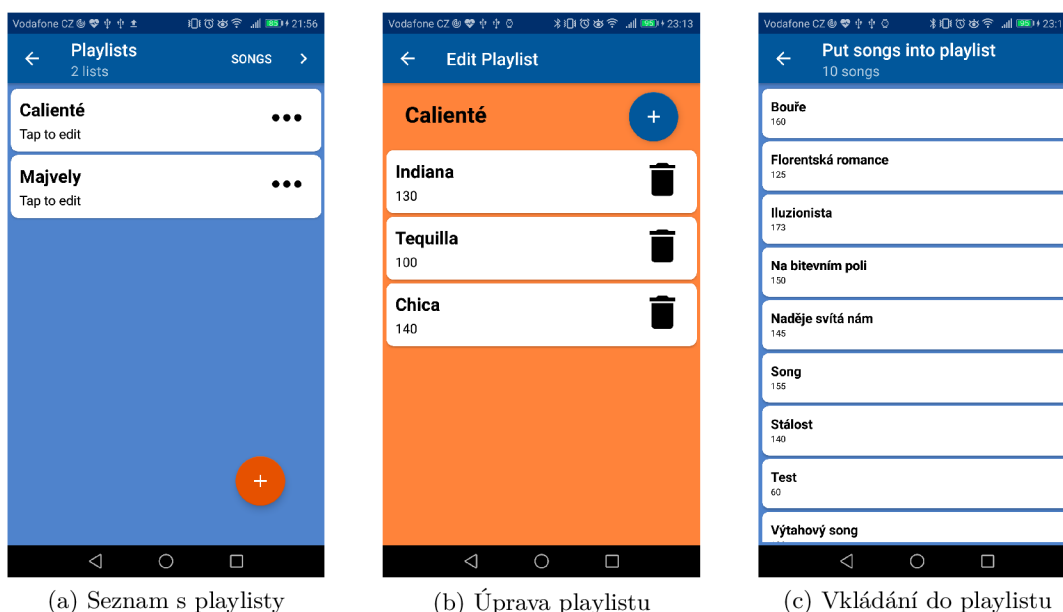 Vodafone CZ
85
21:56
Playlists
2 lists
SONGS
Calienté
Tap to edit
Majvely
Tap to edit
(a) Seznam s playlisty
Vodafone CZ
95
23:13
Edit Playlist
Calienté
Indiana
130
Tequilla
100
Chica
140
(b) Úprava playlistu
Vodafone CZ
95
Put songs into playlist
10 songs
Bouře
160
Florentská romance
125
Iluzionista
173
Na bitevním poli
150
Naděje svítá nám
145
Song
155
Stálost
140
Test
60
Výtahový song
(c) Vkládání do playlistu